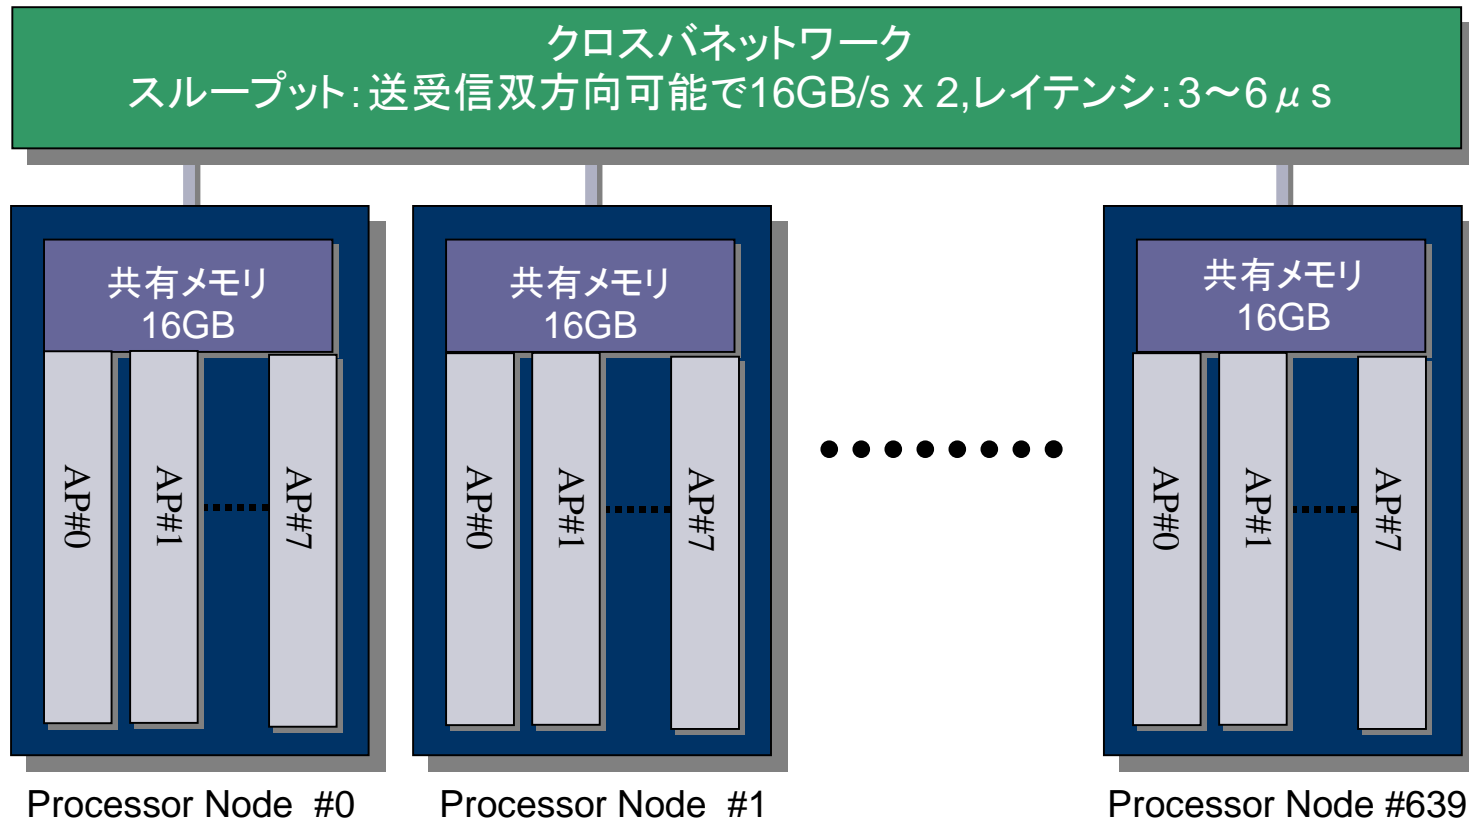 クロスバネットワーク
スループット：送受信双方向可能で16GB/s x 2,レイテンシ：3～6μs
共有メモリ
16GB
AP#0
AP#1
AP#7
Processor Node #0
共有メモリ
16GB
AP#0
AP#1
AP#7
Processor Node #1
共有メモリ
16GB
AP#0
AP#1
AP#7
Processor Node #639